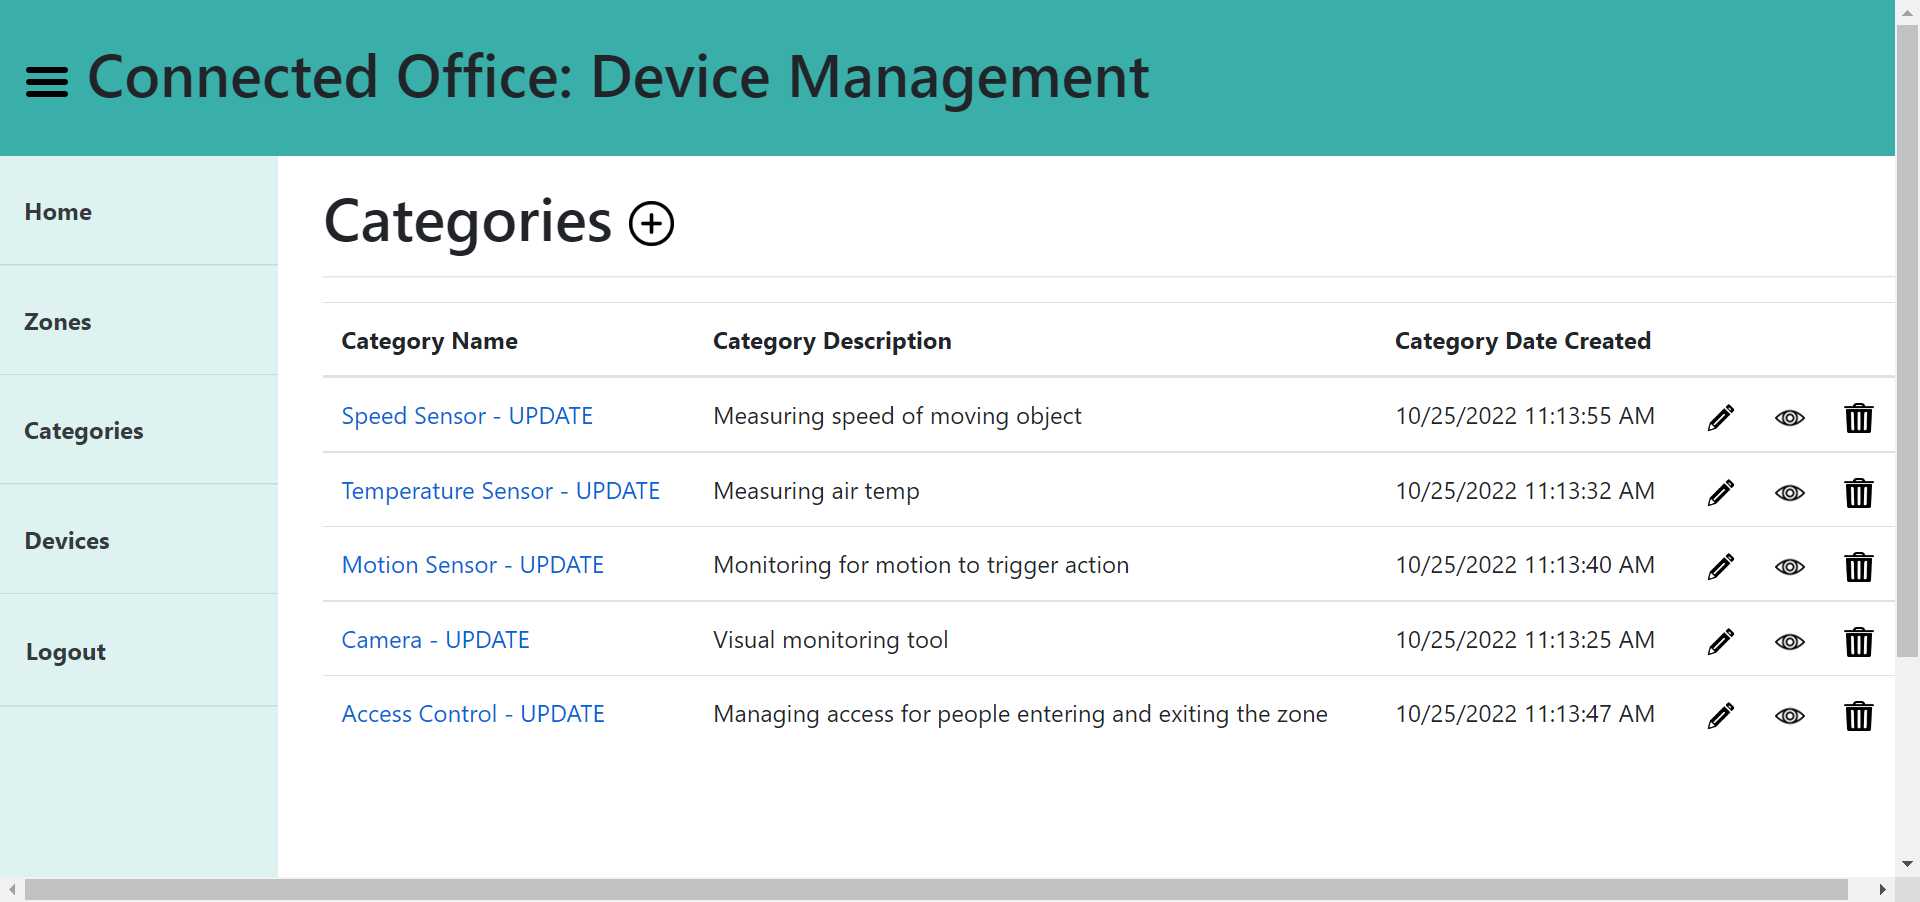 Connected Office: Device Management
Home
Zones
Categories
Devices
Logout
Categories
Category Name Category Description Category Date Created
Speed Sensor - UPDATE Measuring speed of moving object 10/25/2022 11:13:55 AM
Temperature Sensor - UPDATE Measuring air temp 10/25/2022 11:13:32 AM
Motion Sensor - UPDATE Monitoring for motion to trigger action 10/25/2022 11:13:40 AM
Camera - UPDATE Visual monitoring tool 10/25/2022 11:13:25 AM
Access Control - UPDATE Managing access for people entering and exiting the zone 10/25/2022 11:13:47 AM